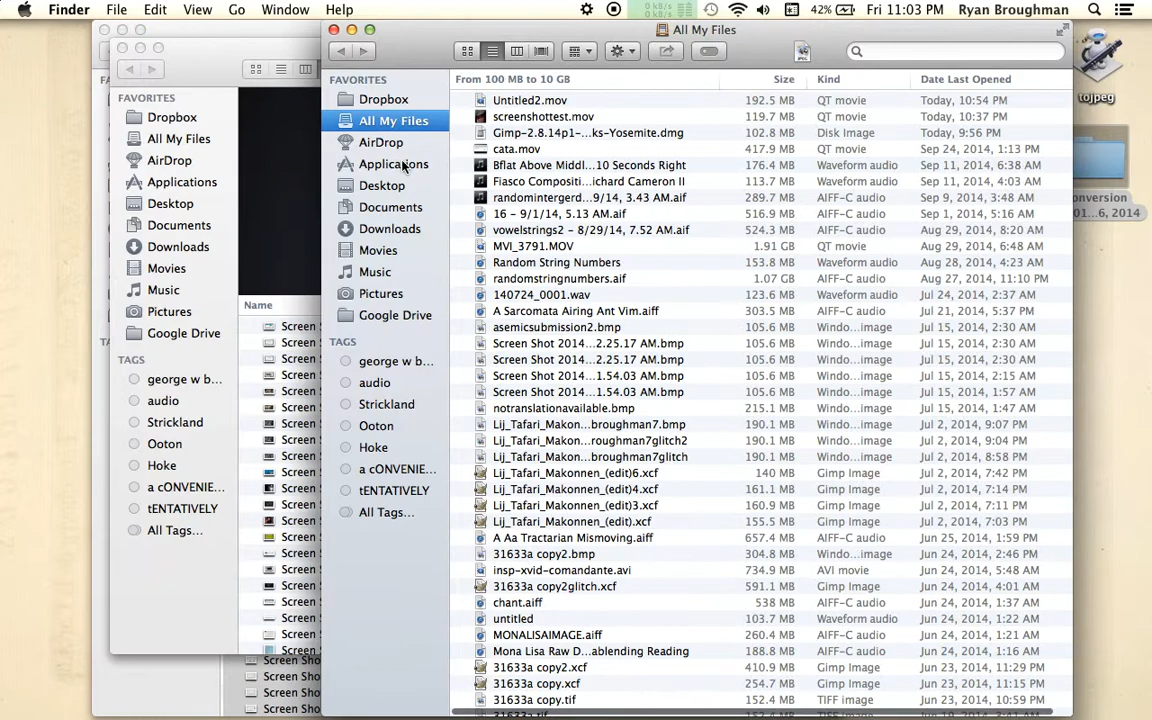 Finder File Edit View Go Window Help 0 kB/s 0 kB/s 42% Fri 11:03 PM Ryan Broughman
All My Files
FAVORITES
Dropbox
All My Files
AirDrop
Applications
Desktop
Documents
Downloads
Movies
Music
Pictures
Google Drive
TAGS
george w b...
audio
Strickland
Ooton
Hoke
a cONVENIE...
tENTATIVELY
All Tags...
Name
Screen S
Screen Sho
Screen Sho
Screen Sho
Screen Sho
FAVORITES
Dropbox
All My Files
AirDrop
Applications
Desktop
Documents
Downloads
Movies
Music
Pictures
Google Drive
TAGS
george w b...
audio
Strickland
Ooton
Hoke
a cONVENIE...
tENTATIVELY
All Tags...
From 100 MB to 10 GB Size Kind Date Last Opened
Untitled2.mov 192.5 MB QT movie Today, 10:54 PM
screenshottest.mov 119.7 MB QT movie Today, 10:37 PM
Gimp-2.8.14p1-...ks-Yosemite.dmg 102.8 MB Disk Image Today, 9:56 PM
cata.mov 417.9 MB QT movie Sep 24, 2014, 1:13 PM
Bflat Above Middl...10 Seconds Right 176.4 MB Waveform audio Sep 11, 2014, 6:38 AM
Fiasco Compositi...ichard Cameron II 113.7 MB Waveform audio Sep 11, 2014, 4:03 AM
randomintergerd...9/14, 3.43 AM.aif 289.7 MB AIFF-C audio Sep 9, 2014, 3:48 AM
16 - 9/1/14, 5.13 AM.aif 516.9 MB AIFF-C audio Sep 1, 2014, 5:16 AM
vowelstrings2 - 8/29/14, 7.52 AM.aif 524.3 MB AIFF-C audio Aug 29, 2014, 8:20 AM
MVI_3791.MOV 1.91 GB QT movie Aug 29, 2014, 6:48 AM
Random String Numbers 153.8 MB Waveform audio Aug 28, 2014, 4:23 AM
randomstringnumbers.aif 1.07 GB AIFF-C audio Aug 27, 2014, 11:10 PM
140724_0001.wav 123.6 MB Waveform audio Jul 24, 2014, 2:37 AM
A Sarcomata Airing Ant Vim.aiff 303.5 MB AIFF-C audio Jul 21, 2014, 5:37 PM
asemicsubmission2.bmp 105.6 MB Windo...image Jul 15, 2014, 2:30 AM
Screen Shot 2014...2.25.17 AM.bmp 105.6 MB Windo...image Jul 15, 2014, 2:30 AM
Screen Shot 2014...2.25.17 AM.bmp 105.6 MB Windo...image Jul 15, 2014, 2:30 AM
Screen Shot 2014...1.54.03 AM.bmp 105.6 MB Windo...image Jul 15, 2014, 2:15 AM
Screen Shot 2014...1.54.03 AM.bmp 105.6 MB Windo...image Jul 15, 2014, 1:57 AM
notranslationavailable.bmp 215.1 MB Windo...image Jul 15, 2014, 1:47 AM
Lij_Tafari_Makon...broughman7.bmp 190.1 MB Windo...image Jul 12, 2014, 9:07 PM
Lij_Tafari_Makon...roughman7glitch2 190.1 MB Windo...image Jul 12, 2014, 9:04 PM
Lij_Tafari_Makon...broughman7glitch 190.1 MB Windo...image Jul 12, 2014, 8:58 PM
Lij_Tafari_Makonnen_(edit)6.xcf 140 MB Gimp Image Jul 12, 2014, 7:42 PM
Lij_Tafari_Makonnen_(edit)4.xcf 161.1 MB Gimp Image Jul 12, 2014, 7:14 PM
Lij_Tafari_Makonnen_(edit)3.xcf 160.9 MB Gimp Image Jul 12, 2014, 7:11 PM
Lij_Tafari_Makonnen_(edit).xcf 155.5 MB Gimp Image Jul 12, 2014, 7:03 PM
A Aa Tractarian Mismoving.aiff 657.4 MB AIFF-C audio Jun 25, 2014, 1:59 PM
31633a copy2.bmp 304.8 MB Windo...image Jun 24, 2014, 2:46 PM
insp-xvid-comandante.avi 734.9 MB AVI movie Jun 24, 2014, 5:48 AM
31633a copy2glitch.xcf 591.1 MB Gimp Image Jun 24, 2014, 4:01 AM
chant.aiff 538 MB AIFF-C audio Jun 24, 2014, 1:37 AM
untitled 103.7 MB Waveform audio Jun 24, 2014, 1:22 AM
MONALISAIMAGE.aiff 260.4 MB AIFF-C audio Jun 24, 2014, 1:21 AM
Mona Lisa Raw D...ablending Reading 188.8 MB AIFF-C audio Jun 24, 2014, 1:16 AM
31633a copy2.xcf 410.9 MB Gimp Image Jun 23, 2014, 11:29 PM
31633a copy.xcf 254.7 MB Gimp Image Jun 23, 2014, 11:15 PM
31633a copy.tif 152.4 MB TIFF image Jun 23, 2014, 11:07 PM
tojpeg
onversion
01...6, 2014